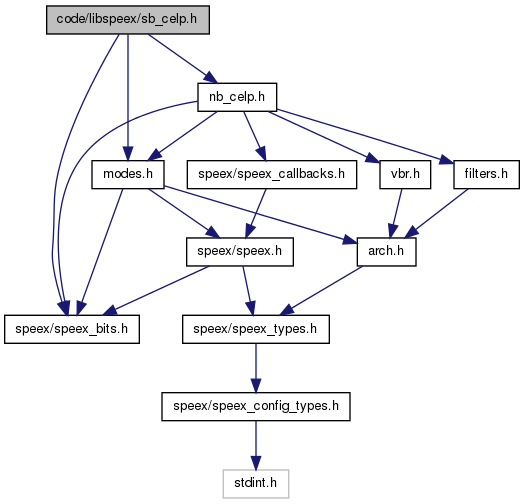 code/libspeex/sb_celp.h
nb_celp.h
modes.h
speex/speex_callbacks.h
vbr.h
filters.h
speex/speex.h
arch.h
speex/speex_bits.h
speex/speex_types.h
speex/speex_config_types.h
stdint.h